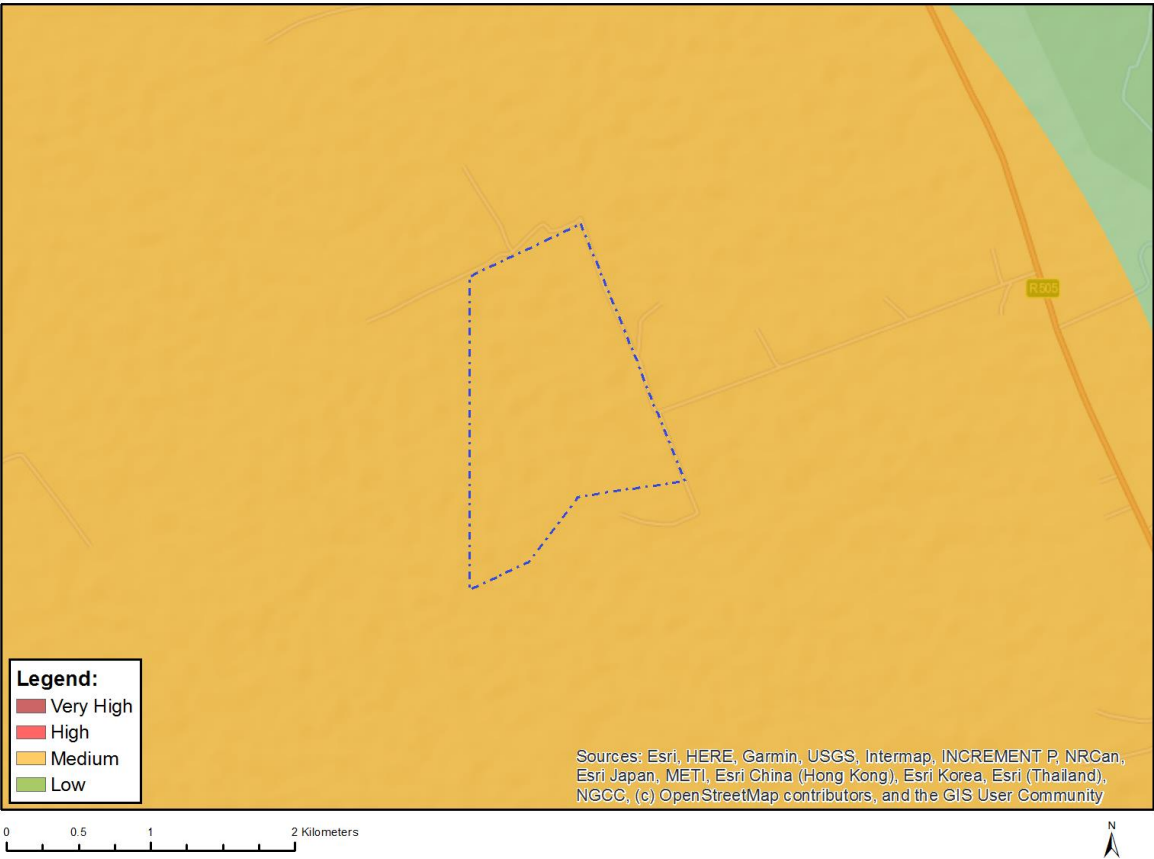 R505
Legend:
Very High
High
Medium
Low
Sources: Esri, HERE, Garmin, USGS, Intermap, INCREMENT P, NRCan,
Esri Japan, METI, Esri China (Hong Kong), Esri Korea, Esri (Thailand),
NGCC, (c) OpenStreetMap contributors, and the GIS User Community
0 0.5 1 2 Kilometers
N